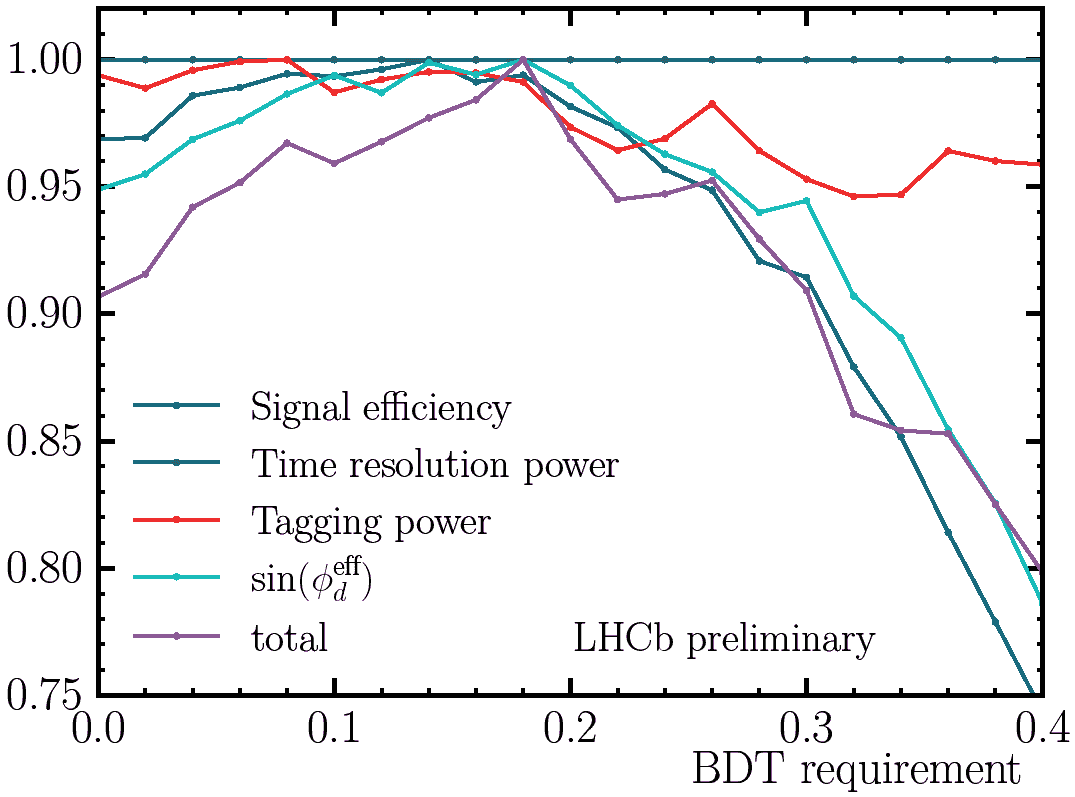 1.00
0.95
0.90
0.85
0.80
0.75
Signal efficiency
Time resolution power
Tagging power
sin(ϕ_d^eff)
total
LHCb preliminary
0.0 0.1 0.2 0.3 0.4
BDT requirement